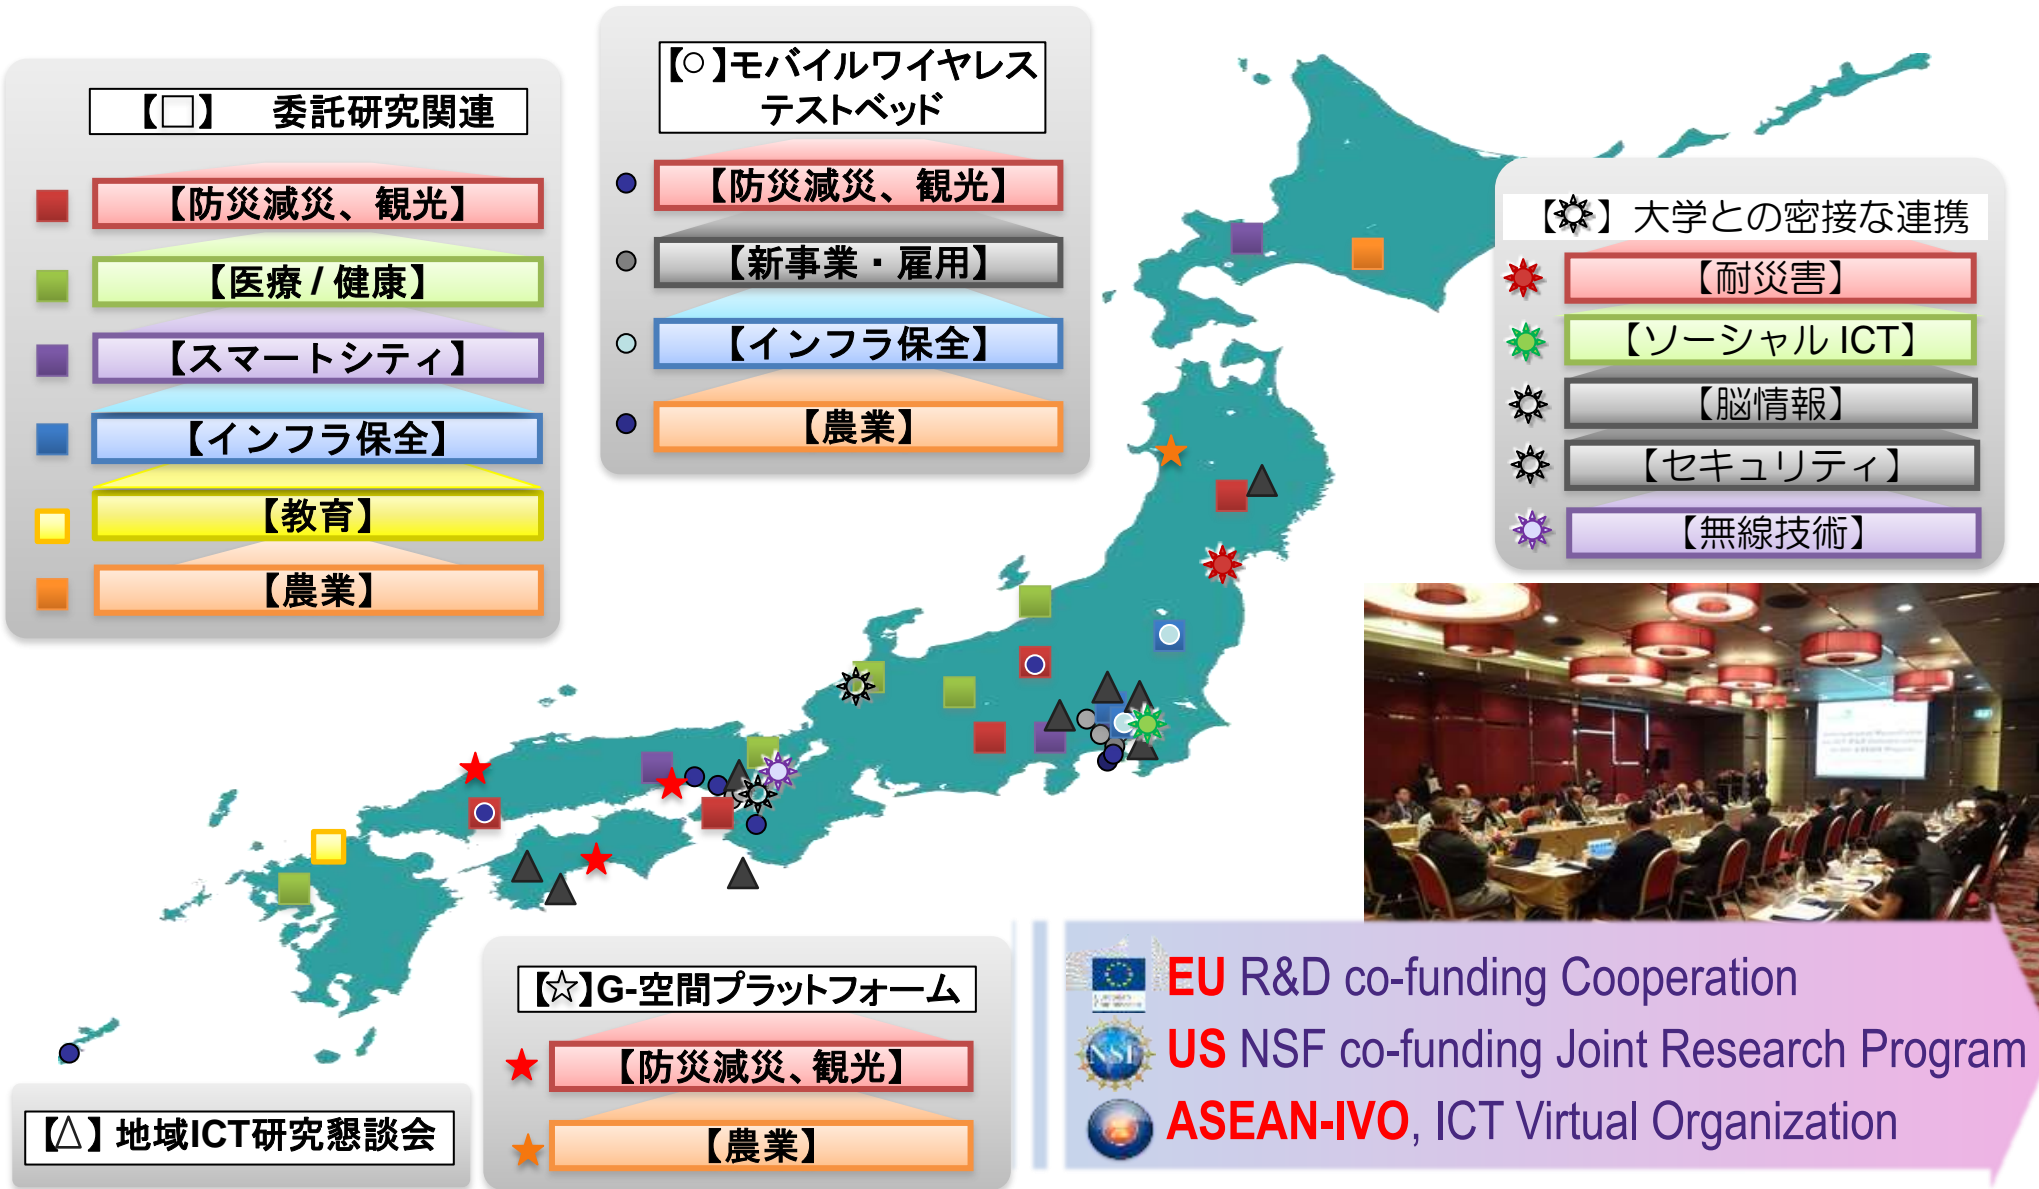 【□】 委託研究関連
【防災減災、観光】
【医療 / 健康】
【スマートシティ】
【インフラ保全】
【教育】
【農業】
【○】モバイルワイヤレス
テストベッド
【防災減災、観光】
【新事業・雇用】
【インフラ保全】
【農業】
【】大学との密接な連携
【耐災害】
【ソーシャル ICT】
【脳情報】
【セキュリティ】
【無線技術】
【△】地域ICT研究懇談会
【☆】G-空間プラットフォーム
【防災減災、観光】
【農業】
EU R&D co-funding Cooperation
NSF
US NSF co-funding Joint Research Program
ASEAN-IVO, ICT Virtual Organization